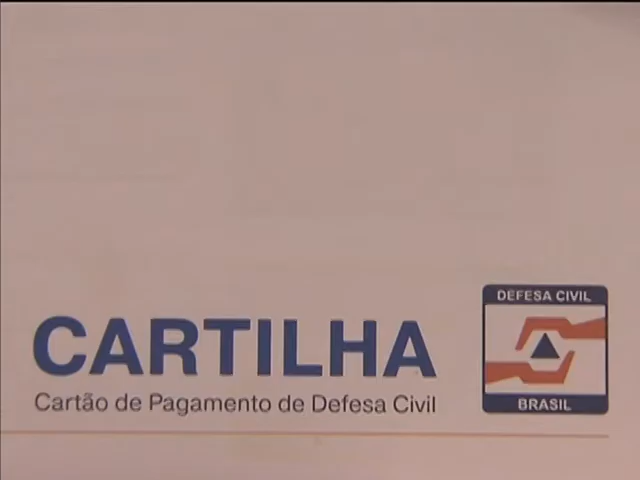 CARTILHA
Cartão de Pagamento de Defesa Civil
DEFESA CIVIL
BRASIL